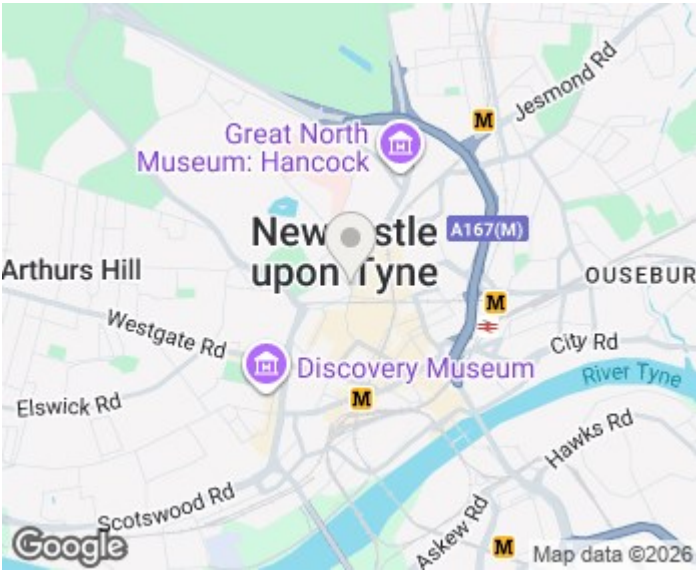 Jesmond Rd
M
Great North
Museum: Hancock
Newcastle
upon Tyne
A167(M)
Arthurs Hill
OUSEBUR
M
Westgate Rd
City Rd
Discovery Museum
River Tyne
M
Elswick Rd
Hawks Rd
Scotswood Rd
Askew Rd
M
Google
Map data ©2026